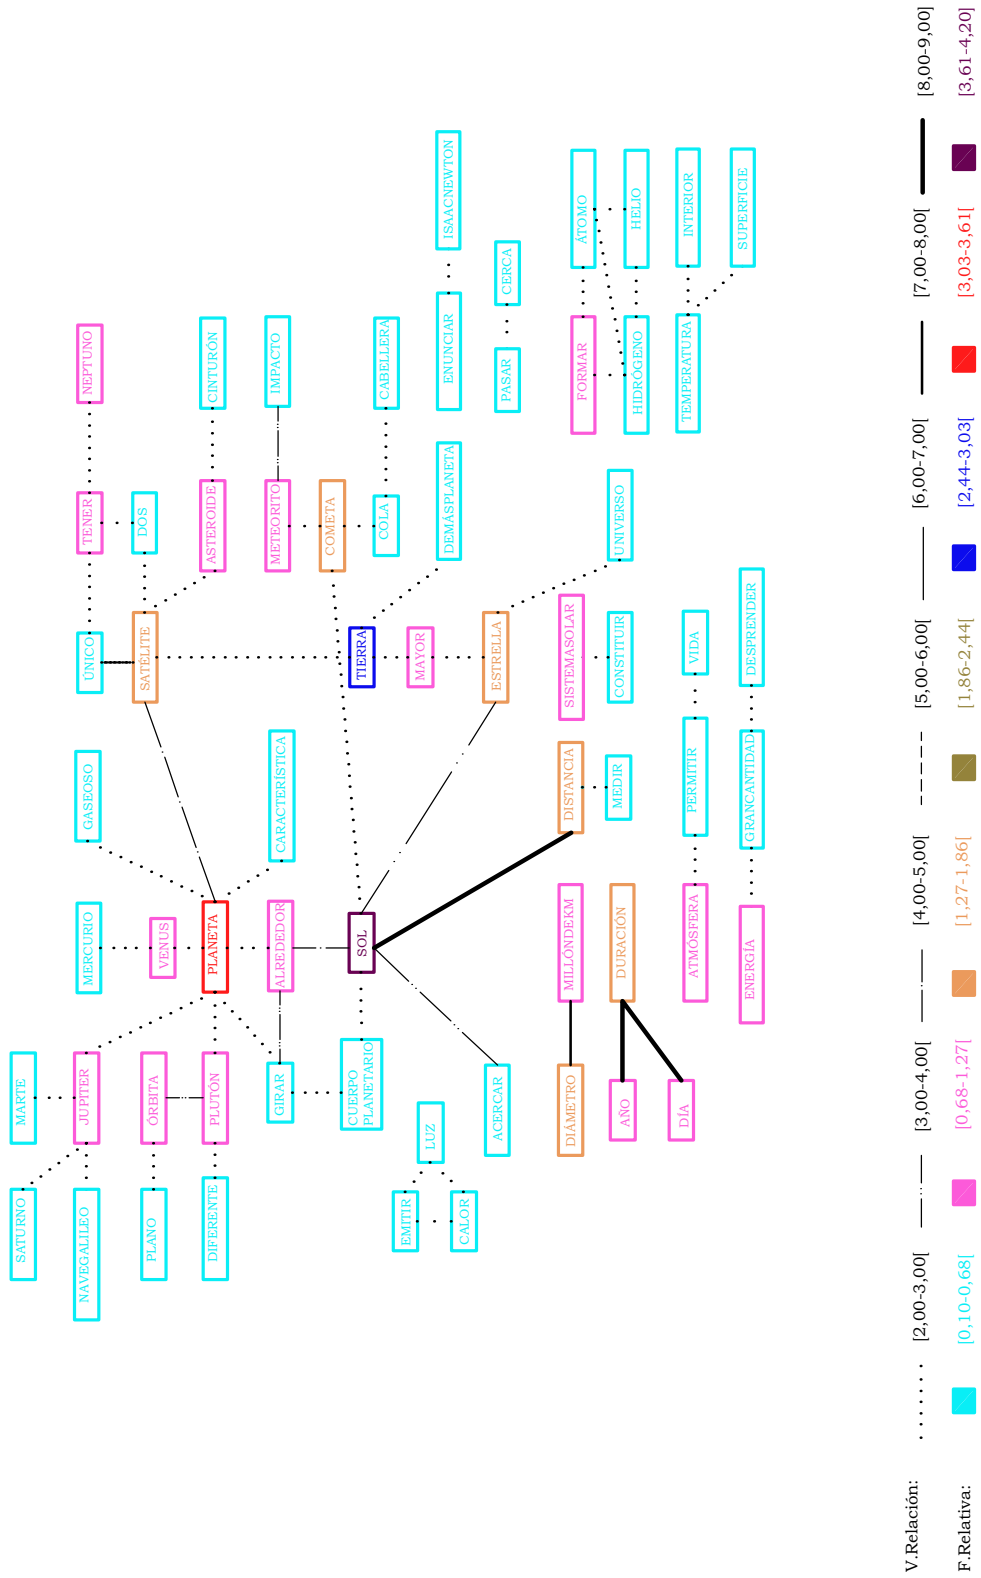 SATURNO
MARTE
NAVEGALILEO
JUPITER
MERCURIO
GASEOSO
ÚNICO
TENER
NEPTUNO
PLANO
ÓRBITA
VENUS
SATÉLITE
DOS
DIFERENTE
PLUTÓN
PLANETA
ASTEROIDE
CINTURÓN
GIRAR
ALREDEDOR
CARACTERÍSTICA
METEORITO
IMPACTO
COMETA
CUERPO
PLANETARIO
SOL
TIERRA
COLA
CABELLERA
EMITIR
LUZ
CALOR
MAYOR
DEMÁSPLANETA
ENUNCIAR
ISAACNEWTON
ACERCAR
ESTRELLA
PASAR
CERCA
DIÁMETRO
MILLÓNDEKM
DISTANCIA
SISTEMASOLAR
FORMAR
ÁTOMO
AÑO
DURACIÓN
MEDIR
CONSTITUIR
UNIVERSO
HIDRÓGENO
HELIO
DÍA
ATMÓSFERA
PERMITIR
VIDA
TEMPERATURA
INTERIOR
ENERGÍA
GRANCANTIDAD
DESPRENDER
SUPERFICIE
V.Relación: [2,00-3,00[ [3,00-4,00[ [4,00-5,00[ [5,00-6,00[ [6,00-7,00[ [7,00-8,00[ [8,00-9,00]
F.Relativa: [0,10-0,68[ [0,68-1,27[ [1,27-1,86[ [1,86-2,44[ [2,44-3,03[ [3,03-3,61[ [3,61-4,20]